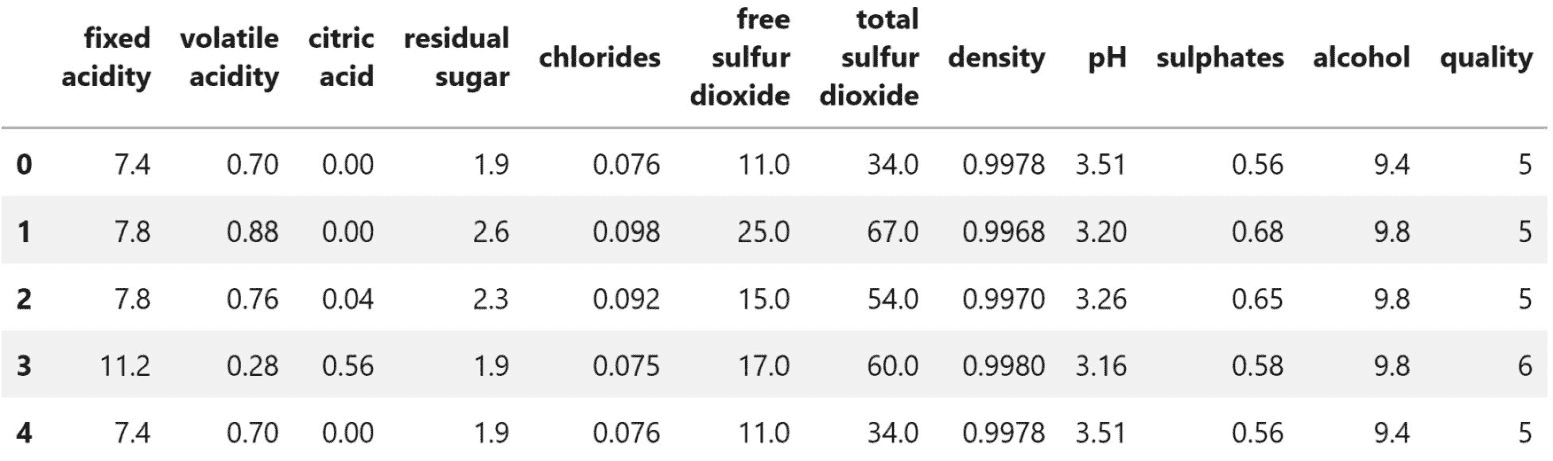 fixed acidity volatile acidity citric acid residual sugar chlorides free sulfur dioxide total sulfur dioxide density pH sulphates alcohol quality
0 7.4 0.70 0.00 1.9 0.076 11.0 34.0 0.9978 3.51 0.56 9.4 5
1 7.8 0.88 0.00 2.6 0.098 25.0 67.0 0.9968 3.20 0.68 9.8 5
2 7.8 0.76 0.04 2.3 0.092 15.0 54.0 0.9970 3.26 0.65 9.8 5
3 11.2 0.28 0.56 1.9 0.075 17.0 60.0 0.9980 3.16 0.58 9.8 6
4 7.4 0.70 0.00 1.9 0.076 11.0 34.0 0.9978 3.51 0.56 9.4 5